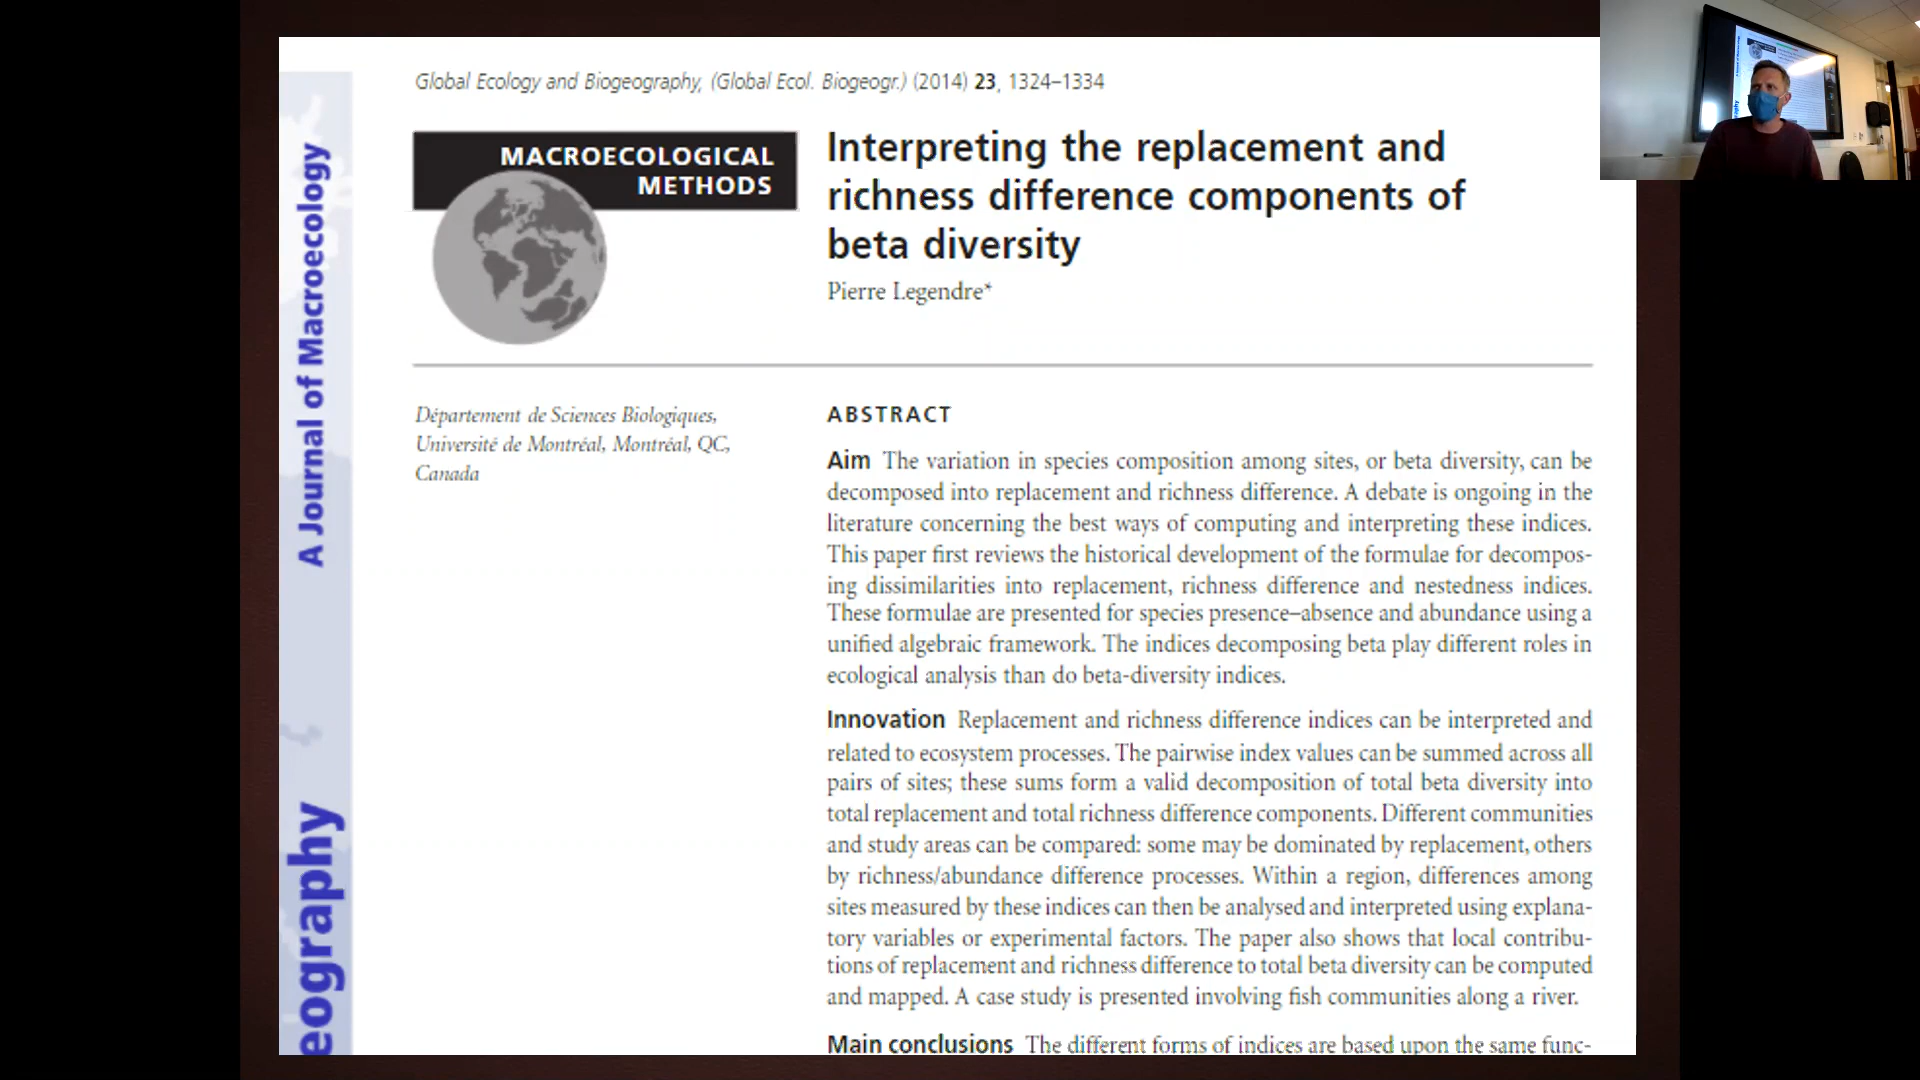 Global Ecology and Biogeography, (Global Ecol. Biogeogr.) (2014) 23, 1324–1334
MACROECOLOGICAL
METHODS
Interpreting the replacement and
richness difference components of
beta diversity
Pierre Legendre*
A Journal of Macroecology
eography
Département de Sciences Biologiques,
Université de Montréal, Montréal, QC,
Canada
ABSTRACT
Aim The variation in species composition among sites, or beta diversity, can be
decomposed into replacement and richness difference. A debate is ongoing in the
literature concerning the best ways of computing and interpreting these indices.
This paper first reviews the historical development of the formulae for decompos-
ing dissimilarities into replacement, richness difference and nestedness indices.
These formulae are presented for species presence–absence and abundance using a
unified algebraic framework. The indices decomposing beta play different roles in
ecological analysis than do beta-diversity indices.
Innovation Replacement and richness difference indices can be interpreted and
related to ecosystem processes. The pairwise index values can be summed across all
pairs of sites; these sums form a valid decomposition of total beta diversity into
total replacement and total richness difference components. Different communities
and study areas can be compared: some may be dominated by replacement, others
by richness/abundance difference processes. Within a region, differences among
sites measured by these indices can then be analysed and interpreted using explana-
tory variables or experimental factors. The paper also shows that local contribu-
tions of replacement and richness difference to total beta diversity can be computed
and mapped. A case study is presented involving fish communities along a river.
Main conclusions The different forms of indices are based upon the same func-